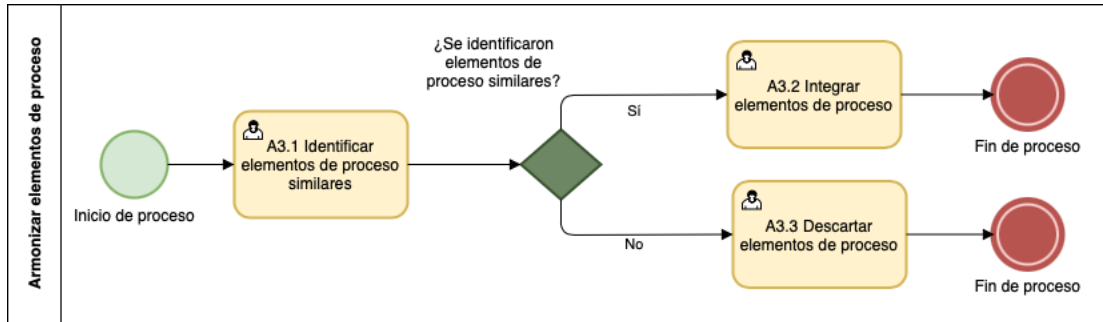 Armonizar elementos de proceso
Inicio de proceso
A3.1 Identificar
elementos de proceso
similares
¿Se identificaron
elementos de
proceso similares?
Sí
No
A3.2 Integrar
elementos de proceso
Fin de proceso
A3.3 Descartar
elementos de proceso
Fin de proceso